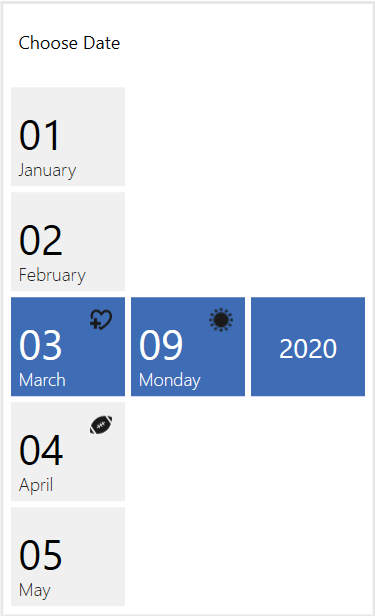 Choose Date
01
January
02
February
03
March
09
Monday
2020
04
April
05
May